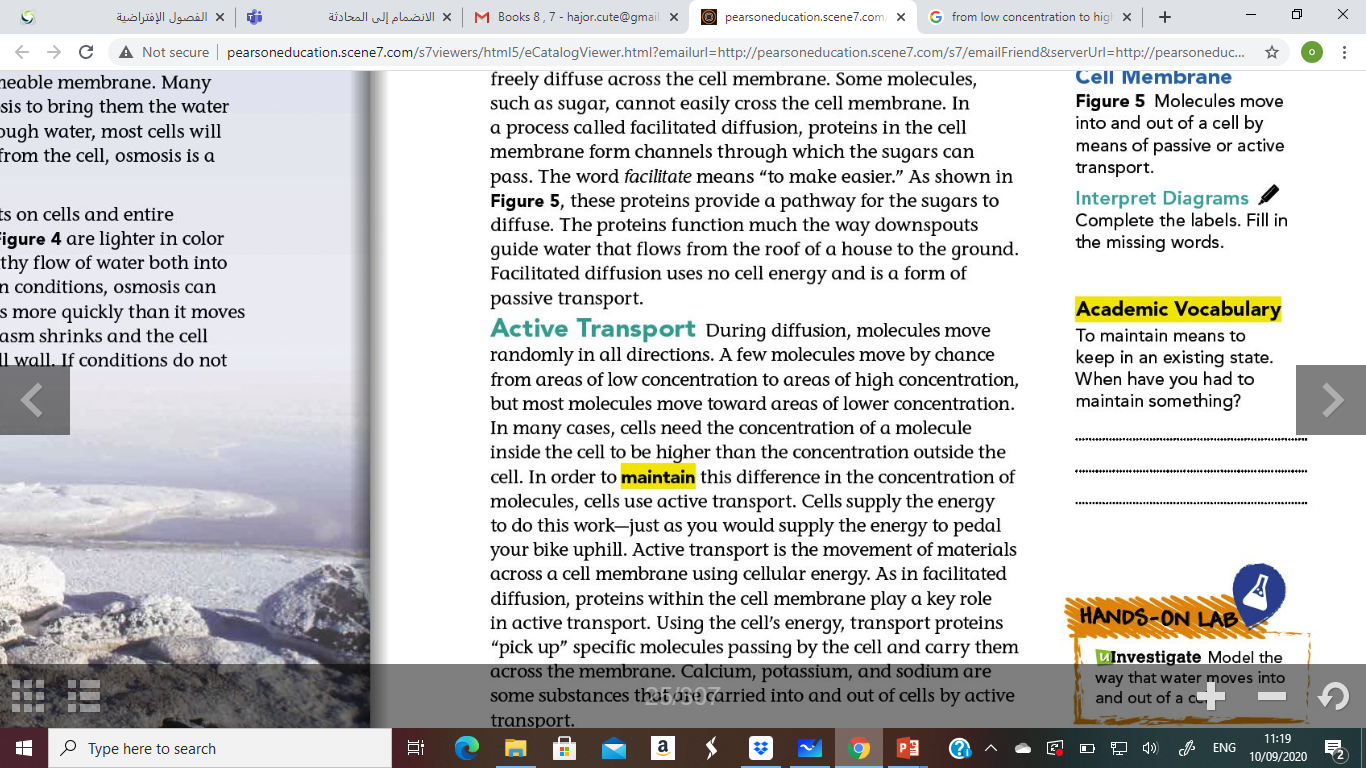 الفصول الإفتراضية
الانضمام إلى المحادثة
Books 8 , 7 - hajor.cute@gmail
pearsoneducation.scene7.com
from low concentration to hig
Not secure
pearsoneducation.scene7.com/s7viewers/html5/eCatalogViewer.html?emailurl=http://pearsoneducation.scene7.com/s7/emailFriend&serverUrl=http://pearsoneduc...
o
meable membrane. Many
sis to bring them the water
ough water, most cells will
from the cell, osmosis is a
ts on cells and entire
Figure 4 are lighter in color
thy flow of water both into
n conditions, osmosis can
s more quickly than it moves
asm shrinks and the cell
ll wall. If conditions do not
freely diffuse across the cell membrane. Some molecules,
such as sugar, cannot easily cross the cell membrane. In
a process called facilitated diffusion, proteins in the cell
membrane form channels through which the sugars can
pass. The word facilitate means “to make easier.” As shown in
Figure 5, these proteins provide a pathway for the sugars to
diffuse. The proteins function much the way downspouts
guide water that flows from the roof of a house to the ground.
Facilitated diffusion uses no cell energy and is a form of
passive transport.
Active Transport During diffusion, molecules move
randomly in all directions. A few molecules move by chance
from areas of low concentration to areas of high concentration,
but most molecules move toward areas of lower concentration.
In many cases, cells need the concentration of a molecule
inside the cell to be higher than the concentration outside the
cell. In order to maintain this difference in the concentration of
molecules, cells use active transport. Cells supply the energy
to do this work—just as you would supply the energy to pedal
your bike uphill. Active transport is the movement of materials
across a cell membrane using cellular energy. As in facilitated
diffusion, proteins within the cell membrane play a key role
in active transport. Using the cell’s energy, transport proteins
“pick up” specific molecules passing by the cell and carry them
across the membrane. Calcium, potassium, and sodium are
some substances that are carried into and out of cells by active
transport.
Cell Membrane
Figure 5 Molecules move
into and out of a cell by
means of passive or active
transport.
Interpret Diagrams
Complete the labels. Fill in
the missing words.
Academic Vocabulary
To maintain means to
keep in an existing state.
When have you had to
maintain something?
HANDS-ON LAB
Investigate Model the
way that water moves into
and out of a
Type here to search
ENG
11:19
10/09/2020
2